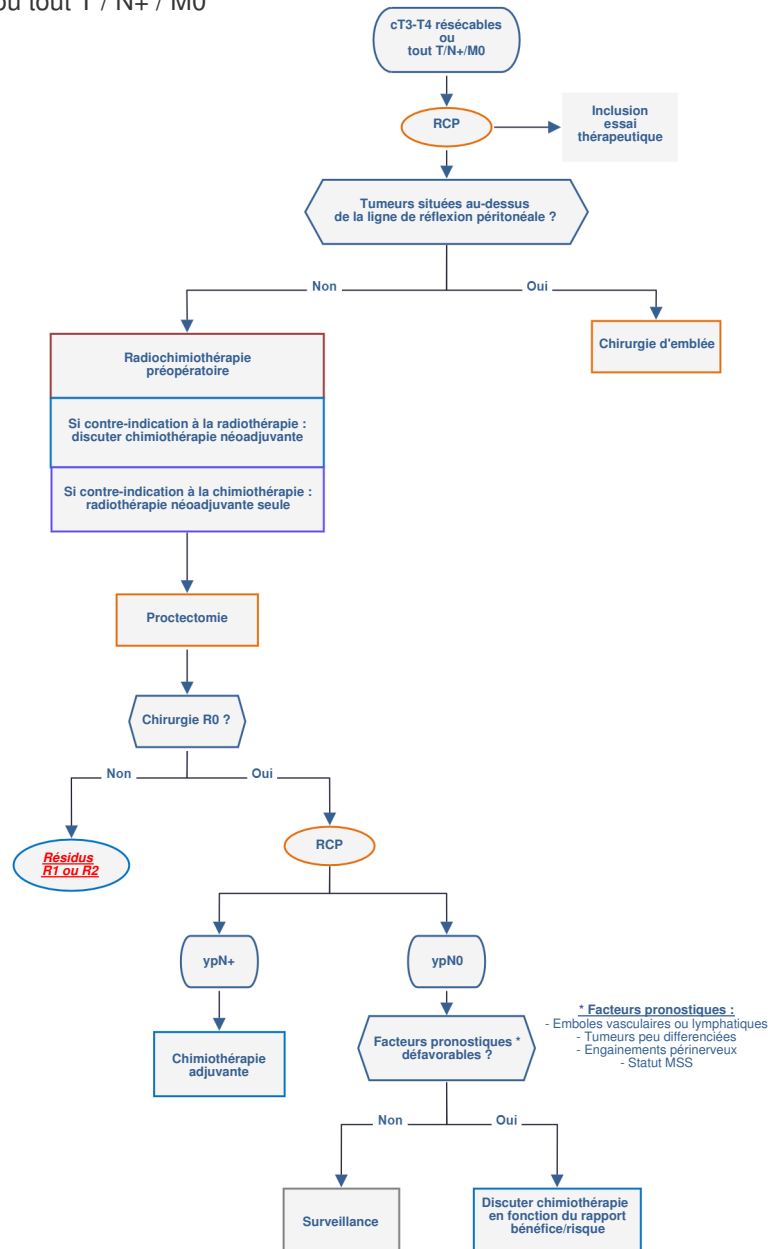 ou tout T / N+ / M0
cT3-T4 résécables
ou
tout T/N+/M0
RCP
Inclusion
essai
thérapeutique
Tumeurs situées au-dessus
de la ligne de réflexion péritonéale ?
Non
Oui
Radiochimiothérapie
préopératoire
Chirurgie d'emblée
Si contre-indication à la radiothérapie :
discuter chimiothérapie néoadjuvante
Si contre-indication à la chimiothérapie :
radiothérapie néoadjuvante seule
Proctectomie
Chirurgie R0 ?
Non
Oui
Résidus
R1 ou R2
RCP
ypN+
ypN0
Chimiothérapie
adjuvante
Facteurs pronostiques *
défavorables ?
* Facteurs pronostiques :
- Emboles vasculaires ou lymphatiques
- Tumeurs peu differenciées
- Engainements périnerveux
- Statut MSS
Non
Oui
Surveillance
Discuter chimiothérapie
en fonction du rapport
bénéfice/risque